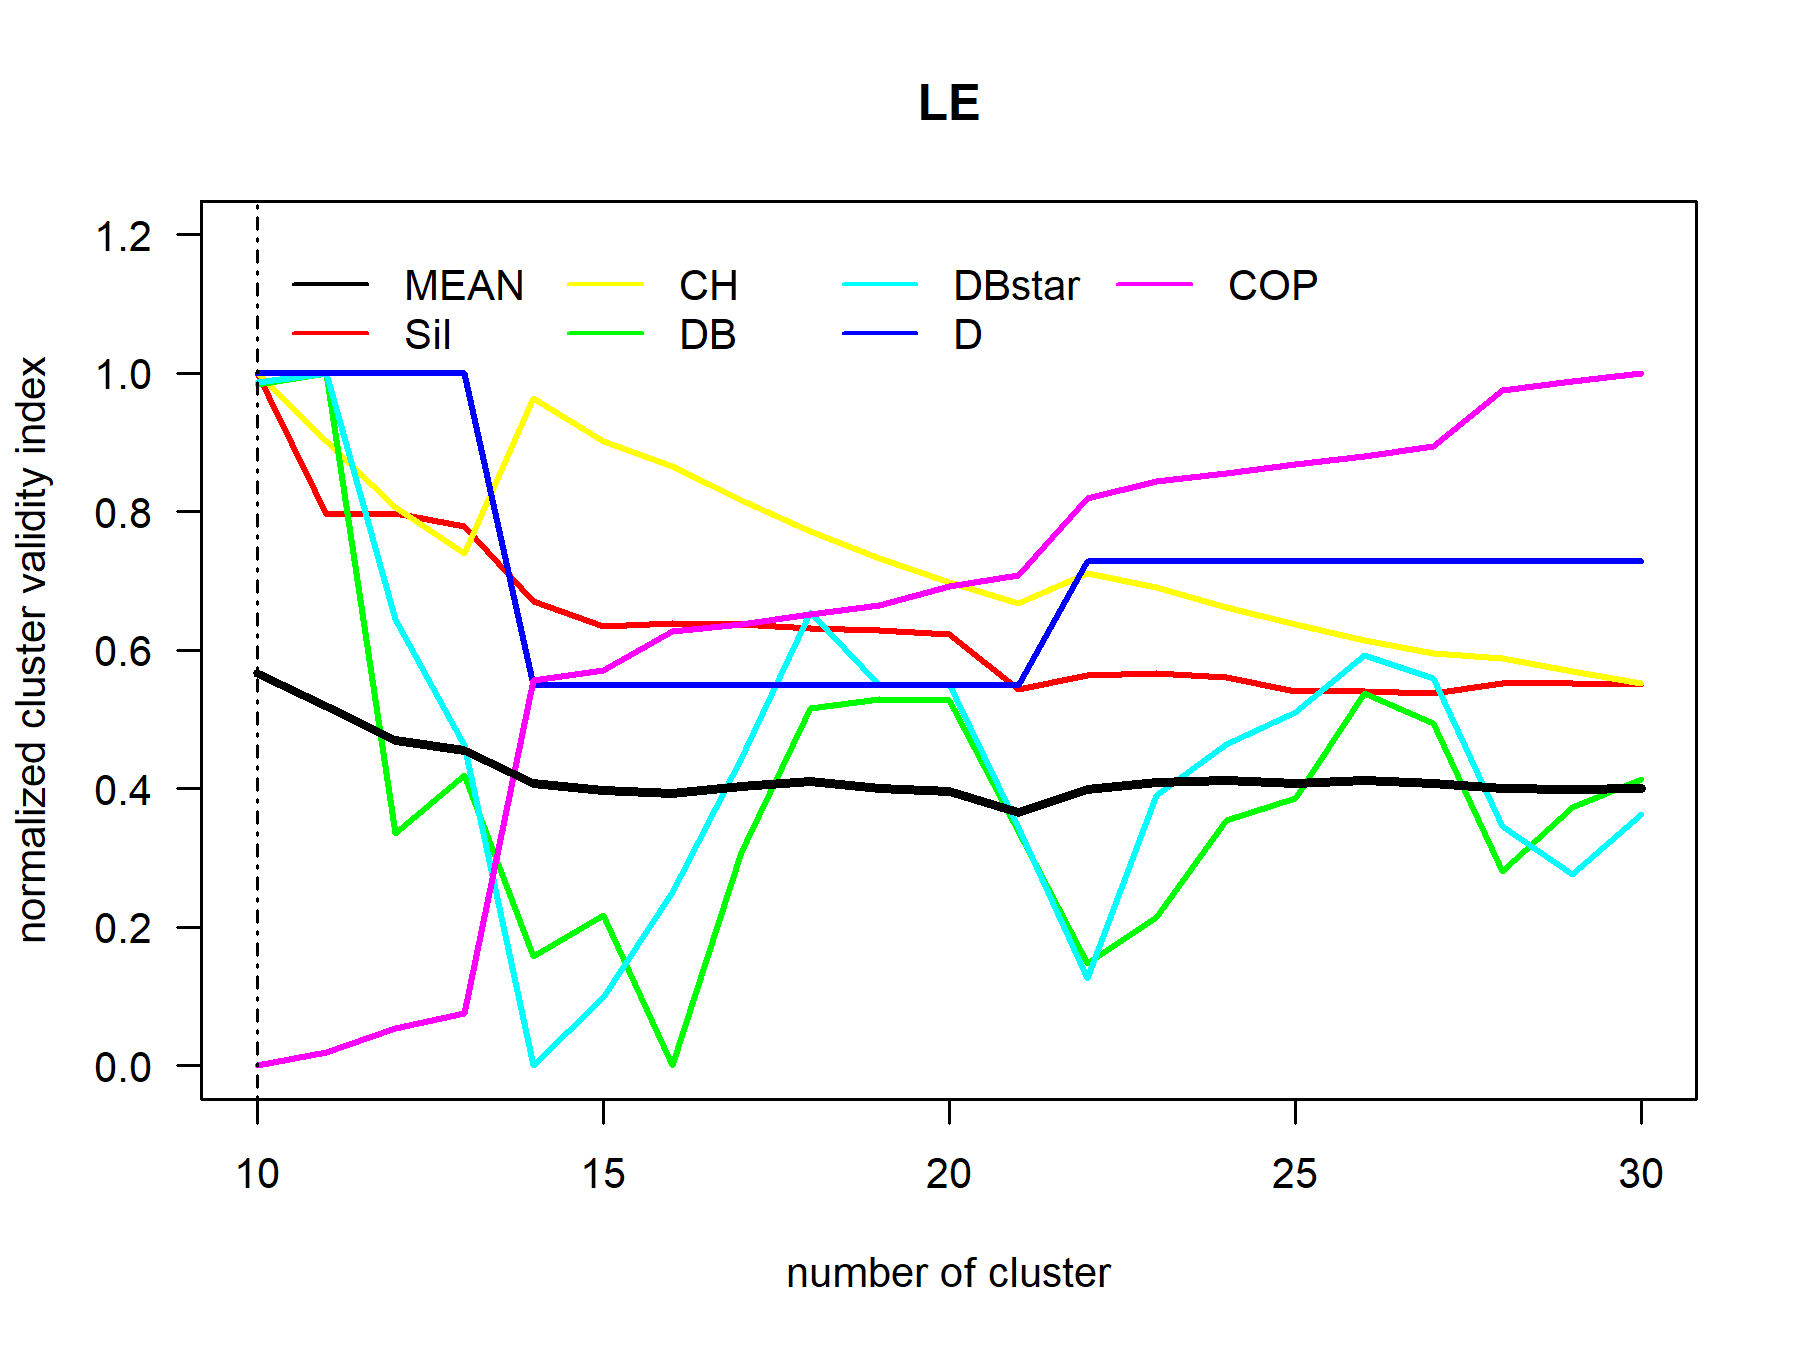 LE
normalized cluster validity index
1.2
1.0
0.8
0.6
0.4
0.2
0.0
MEAN CH DBstar COP
Sil DB D
10 15 20 25 30
number of cluster